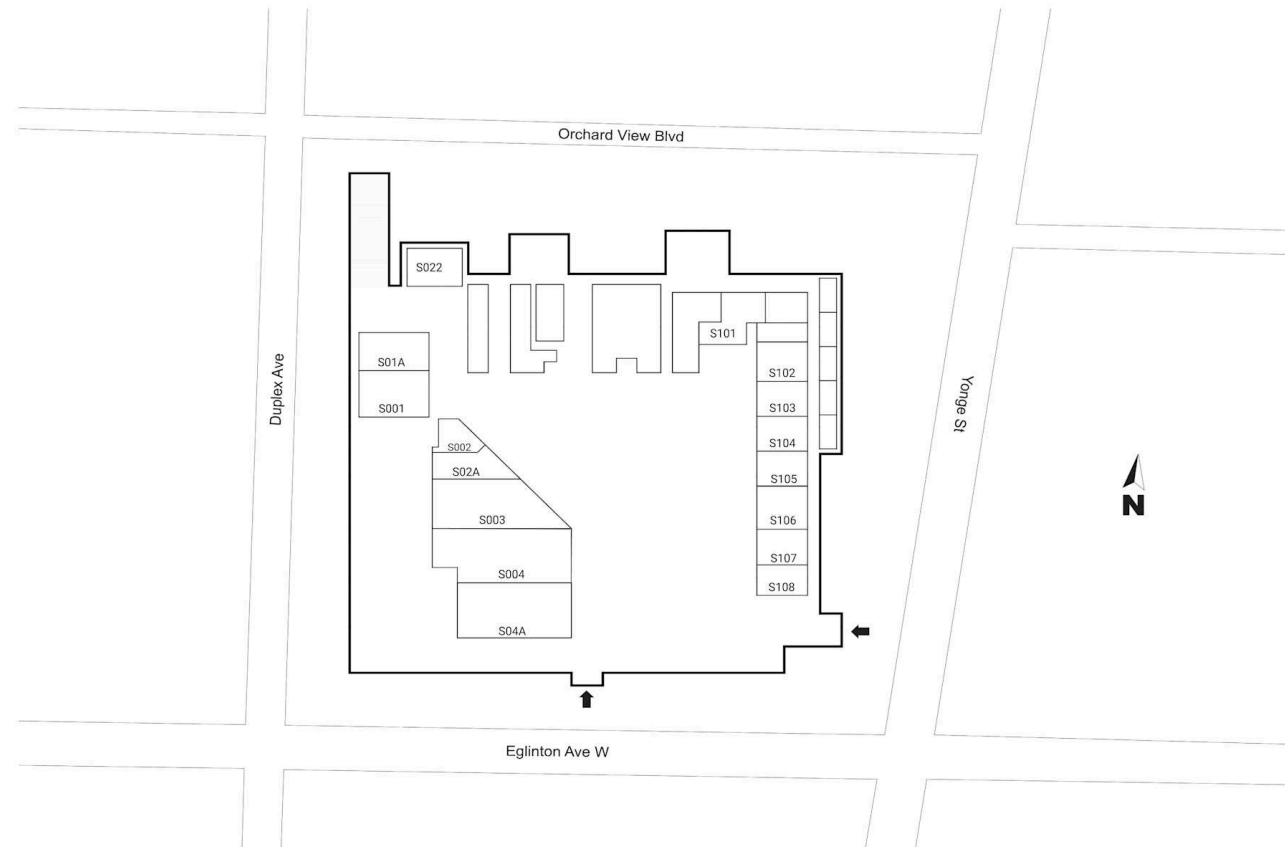 Orchard View Blvd
S022
S101
S01A
S102
Duplex Ave
S001
S103
Yonge St
S002
S104
S02A
S105
N
S003
S106
S107
S004
S108
S04A
Eglinton Ave W